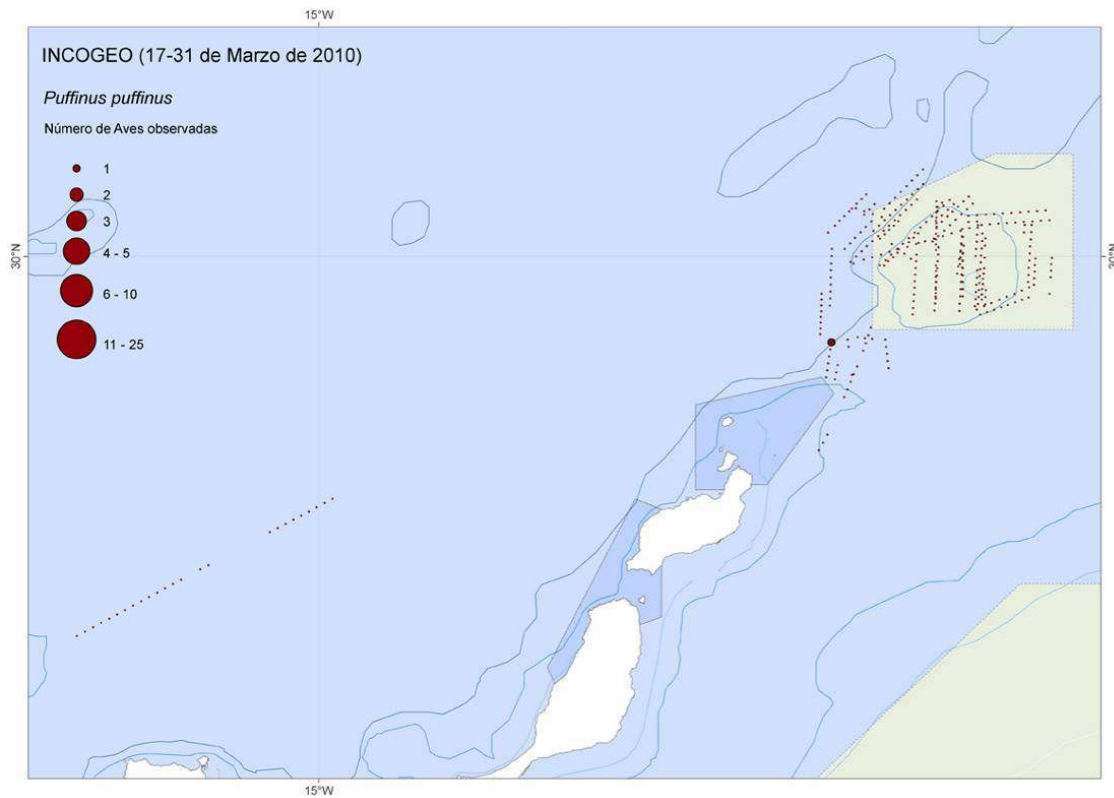 15°W
INCOGEO (17-31 de Marzo de 2010)
Puffinus puffinus
Número de Aves observadas
1
2
3
4 - 5
6 - 10
11 - 25
30°N
30°N
15°W